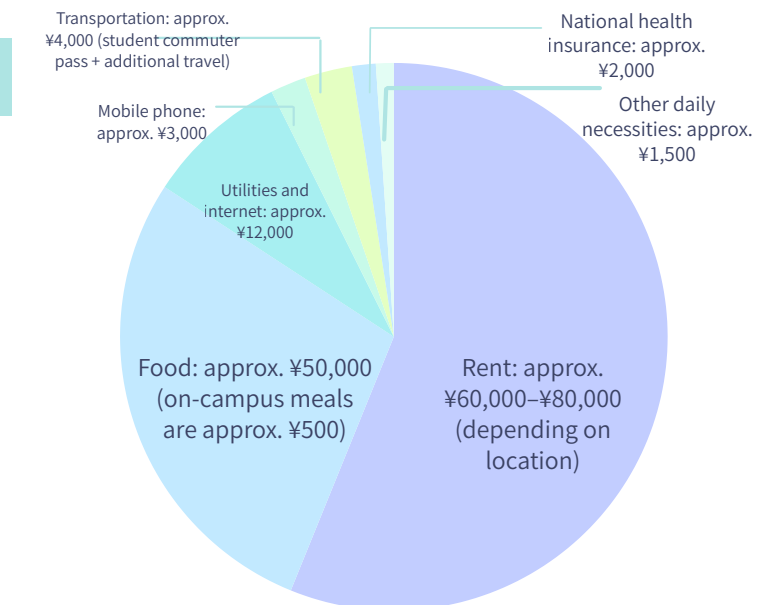 Transportation: approx.
¥4,000 (student commuter
pass + additional travel)
National health
insurance: approx.
¥2,000
Mobile phone:
approx. ¥3,000
Other daily
necessities: approx.
¥1,500
Utilities and
internet: approx.
¥12,000
Food: approx. ¥50,000
(on-campus meals
are approx. ¥500)
Rent: approx.
¥60,000–¥80,000
(depending on
location)